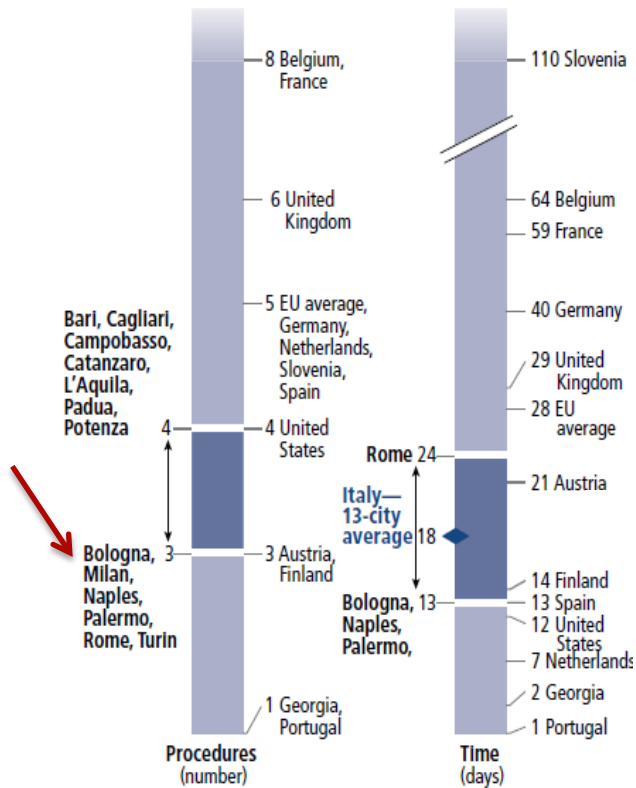 8 Belgium,
France
6 United
Kingdom
5 EU average,
Germany,
Netherlands,
Slovenia,
Spain
Bari, Cagliari,
Campobasso,
Catanzaro,
L'Aquila,
Padua,
Potenza 4
4 United
States
Bologna, 3
Milan,
Naples,
Palermo,
Rome, Turin
3 Austria,
Finland
1 Georgia,
Portugal
Procedures
(number)
110 Slovenia
64 Belgium
59 France
40 Germany
29 United
Kingdom
28 EU
average
Rome 24
21 Austria
Italy—
13-city
average 18
14 Finland
Bologna, 13
Naples,
Palermo,
13 Spain
12 United
States
7 Netherlands
2 Georgia
1 Portugal
Time
(days)